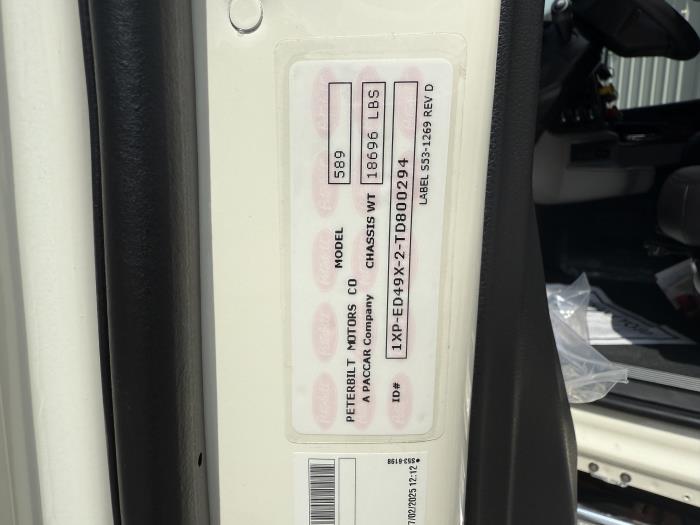 PETERBILT MOTORS CO MODEL 589
A PACCAR Company CHASSIS WT 18696 LBS
ID# 1XP-ED49X-2-TD800294
LABEL S53-1269 REV D
7/02/2025 12:12
S53-6198